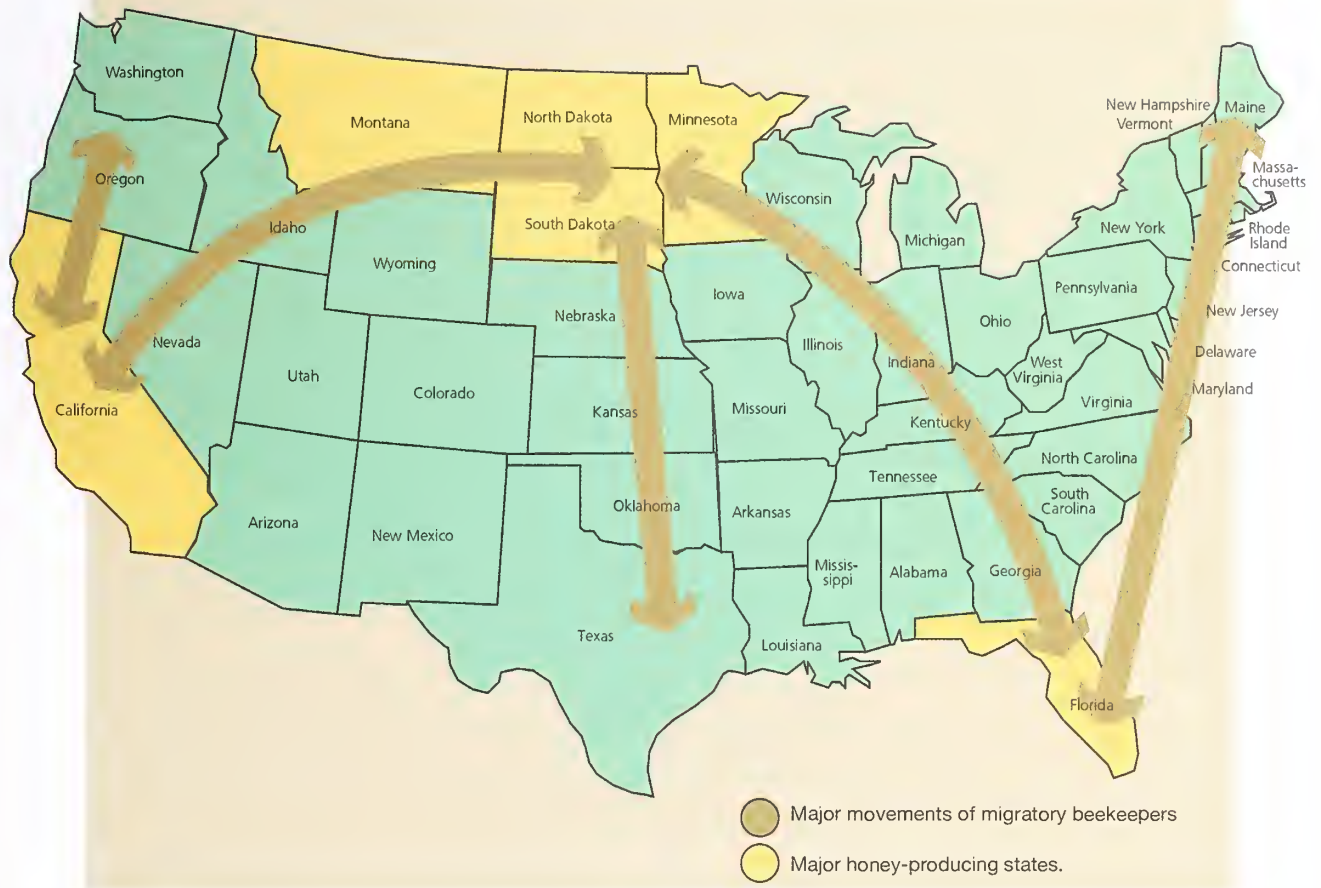 Washington
Montana
North Dakota
Minnesota
New Hampshire
Vermont
Maine
Oregon
Idaho
South Dakota
Wisconsin
Michigan
New York
Massa-
chusetts
Rhode
Island
Connecticut
Wyoming
Nebraska
Iowa
Pennsylvania
New Jersey
Nevada
Utah
Colorado
Illinois
Indiana
Ohio
West
Virginia
Delaware
Maryland
California
Kansas
Missouri
Kentucky
Virginia
Arizona
New Mexico
Oklahoma
Arkansas
Tennessee
North Carolina
South
Carolina
Texas
Louisiana
Missis-
sippi
Alabama
Georgia
Florida
Major movements of migratory beekeepers
Major honey-producing states.